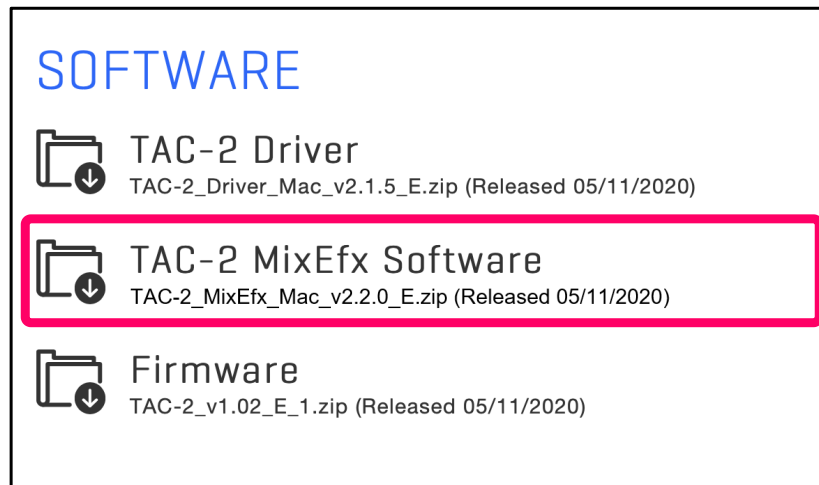 SOFTWARE
TAC-2 Driver
TAC-2_Driver_Mac_v2.1.5_E.zip (Released 05/11/2020)
TAC-2 MixEfx Software
TAC-2_MixEfx_Mac_v2.2.0_E.zip (Released 05/11/2020)
Firmware
TAC-2_v1.02_E_1.zip (Released 05/11/2020)